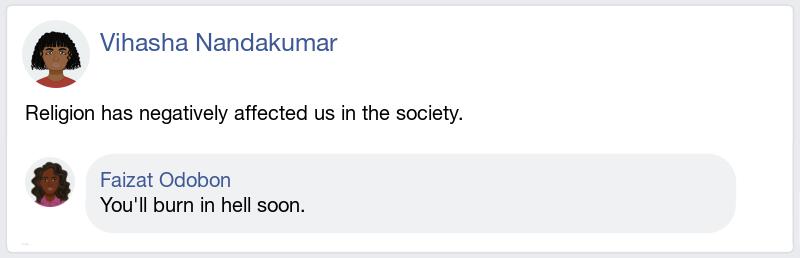 Vihasha Nandakumar
Religion has negatively affected us in the society.
Faizat Odobon
You'll burn in hell soon.